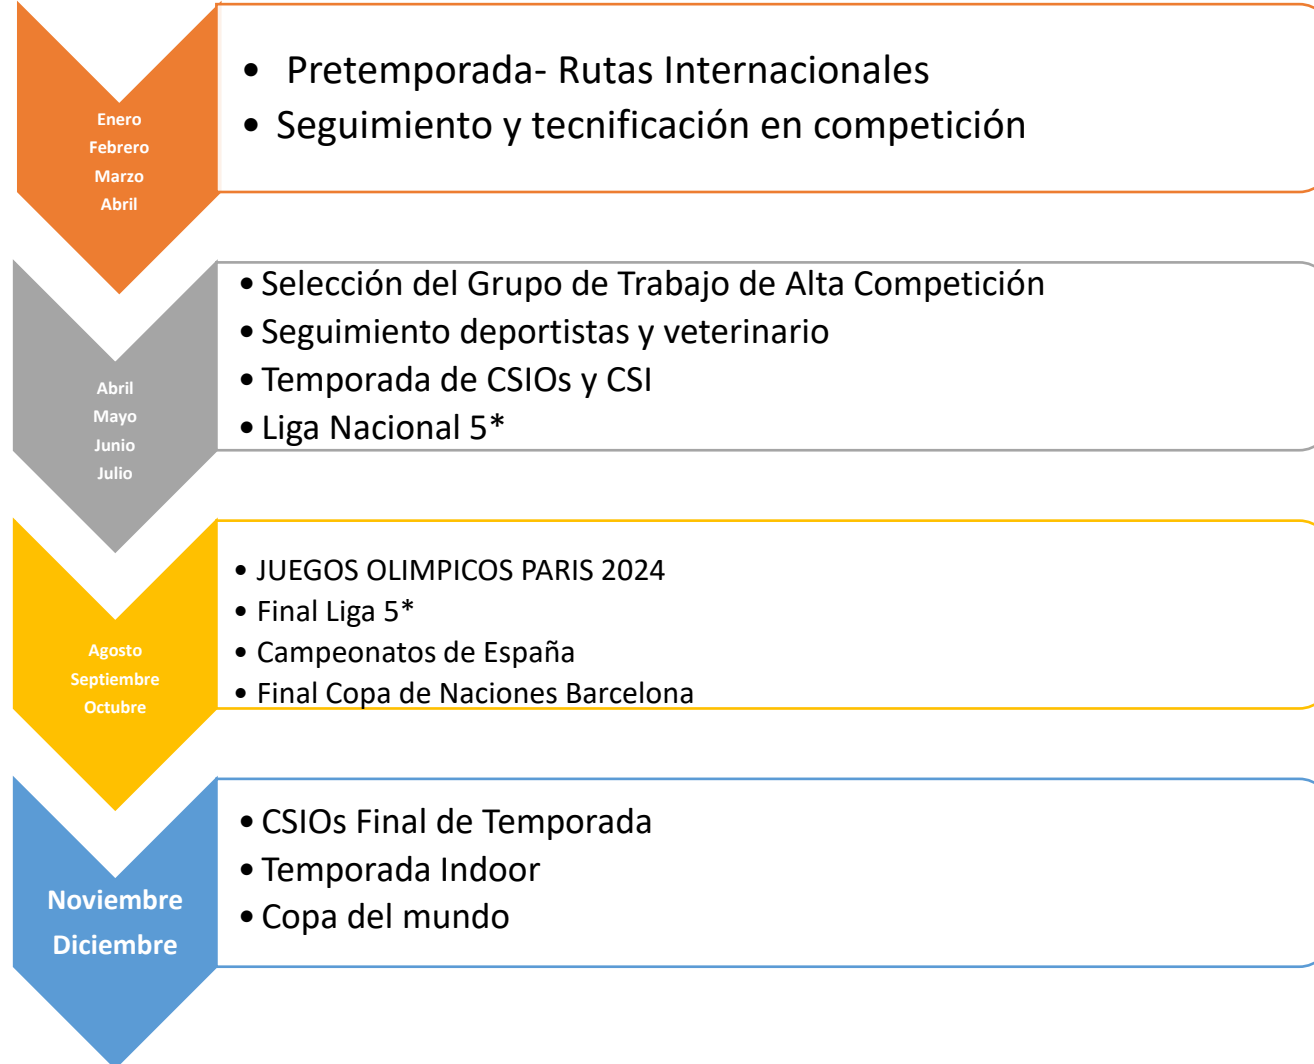 Enero
Febrero
Marzo
Abril
• Pretemporada- Rutas Internacionales
• Seguimiento y tecnificación en competición
Abril
Mayo
Junio
Julio
• Selección del Grupo de Trabajo de Alta Competición
• Seguimiento deportistas y veterinario
• Temporada de CSIOs y CSI
• Liga Nacional 5*
Agosto
Septiembre
Octubre
• JUEGOS OLIMPICOS PARIS 2024
• Final Liga 5*
• Campeonatos de España
• Final Copa de Naciones Barcelona
Noviembre
Diciembre
• CSIOs Final de Temporada
• Temporada Indoor
• Copa del mundo